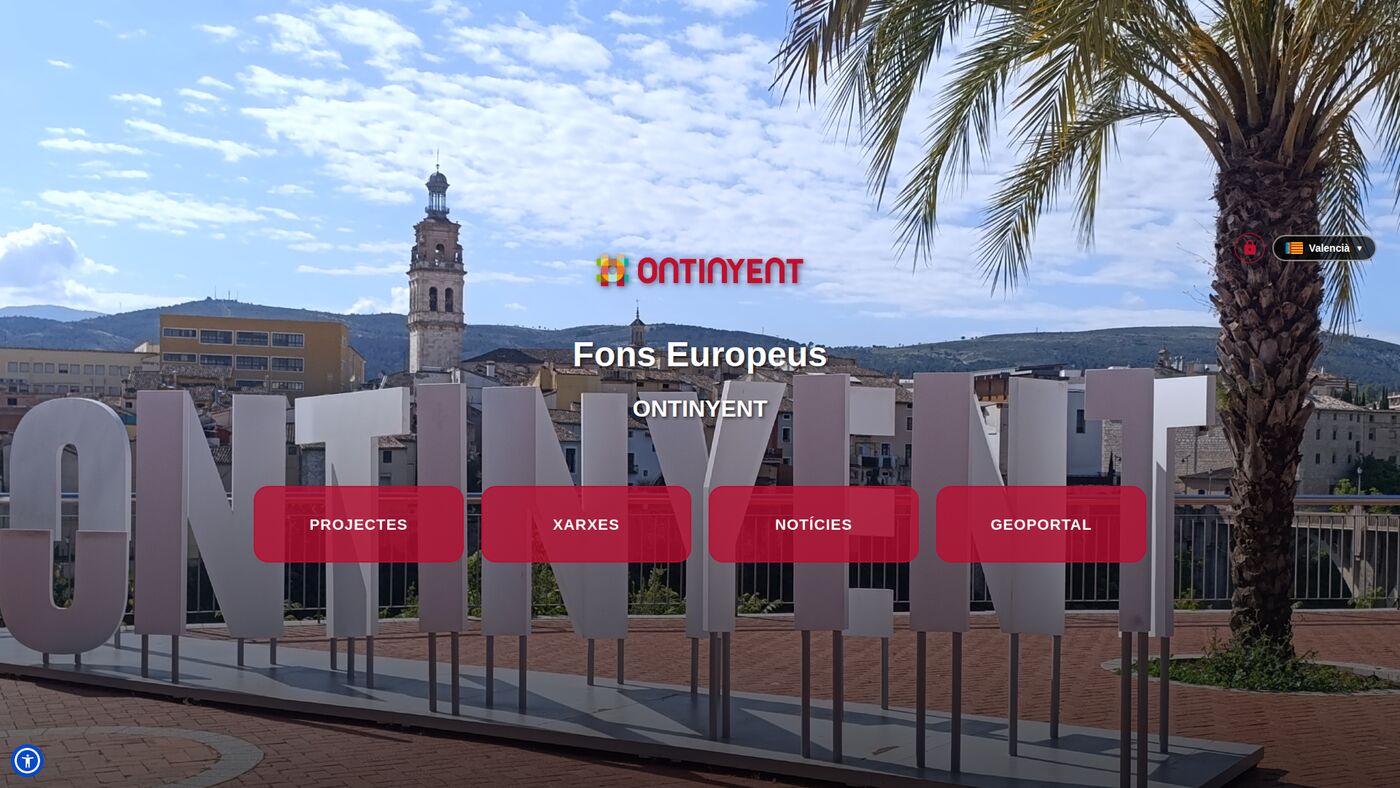 ONTINYENT
Valencià ▼
Fons Europeus
ONTINYENT
ONTINYENT
PROJECTES
XARXES
NOTÍCIES
GEOPORTAL